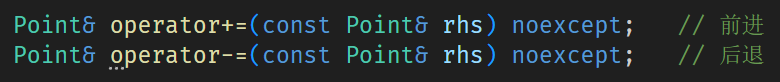 Point& operator+=(const Point& rhs) noexcept;   // 前进
Point& operator-=(const Point& rhs) noexcept;   // 后退